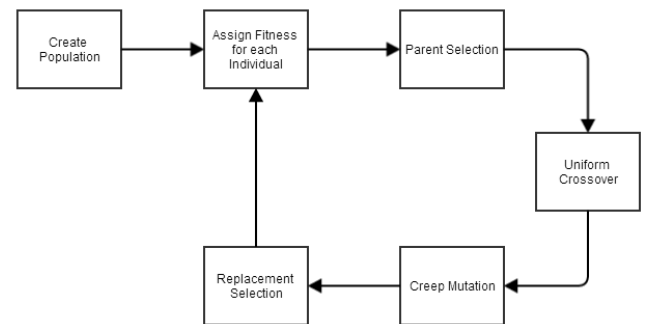 Create
Population
Assign Fitness
for each
Individual
Parent Selection
Uniform
Crossover
Creep Mutation
Replacement
Selection